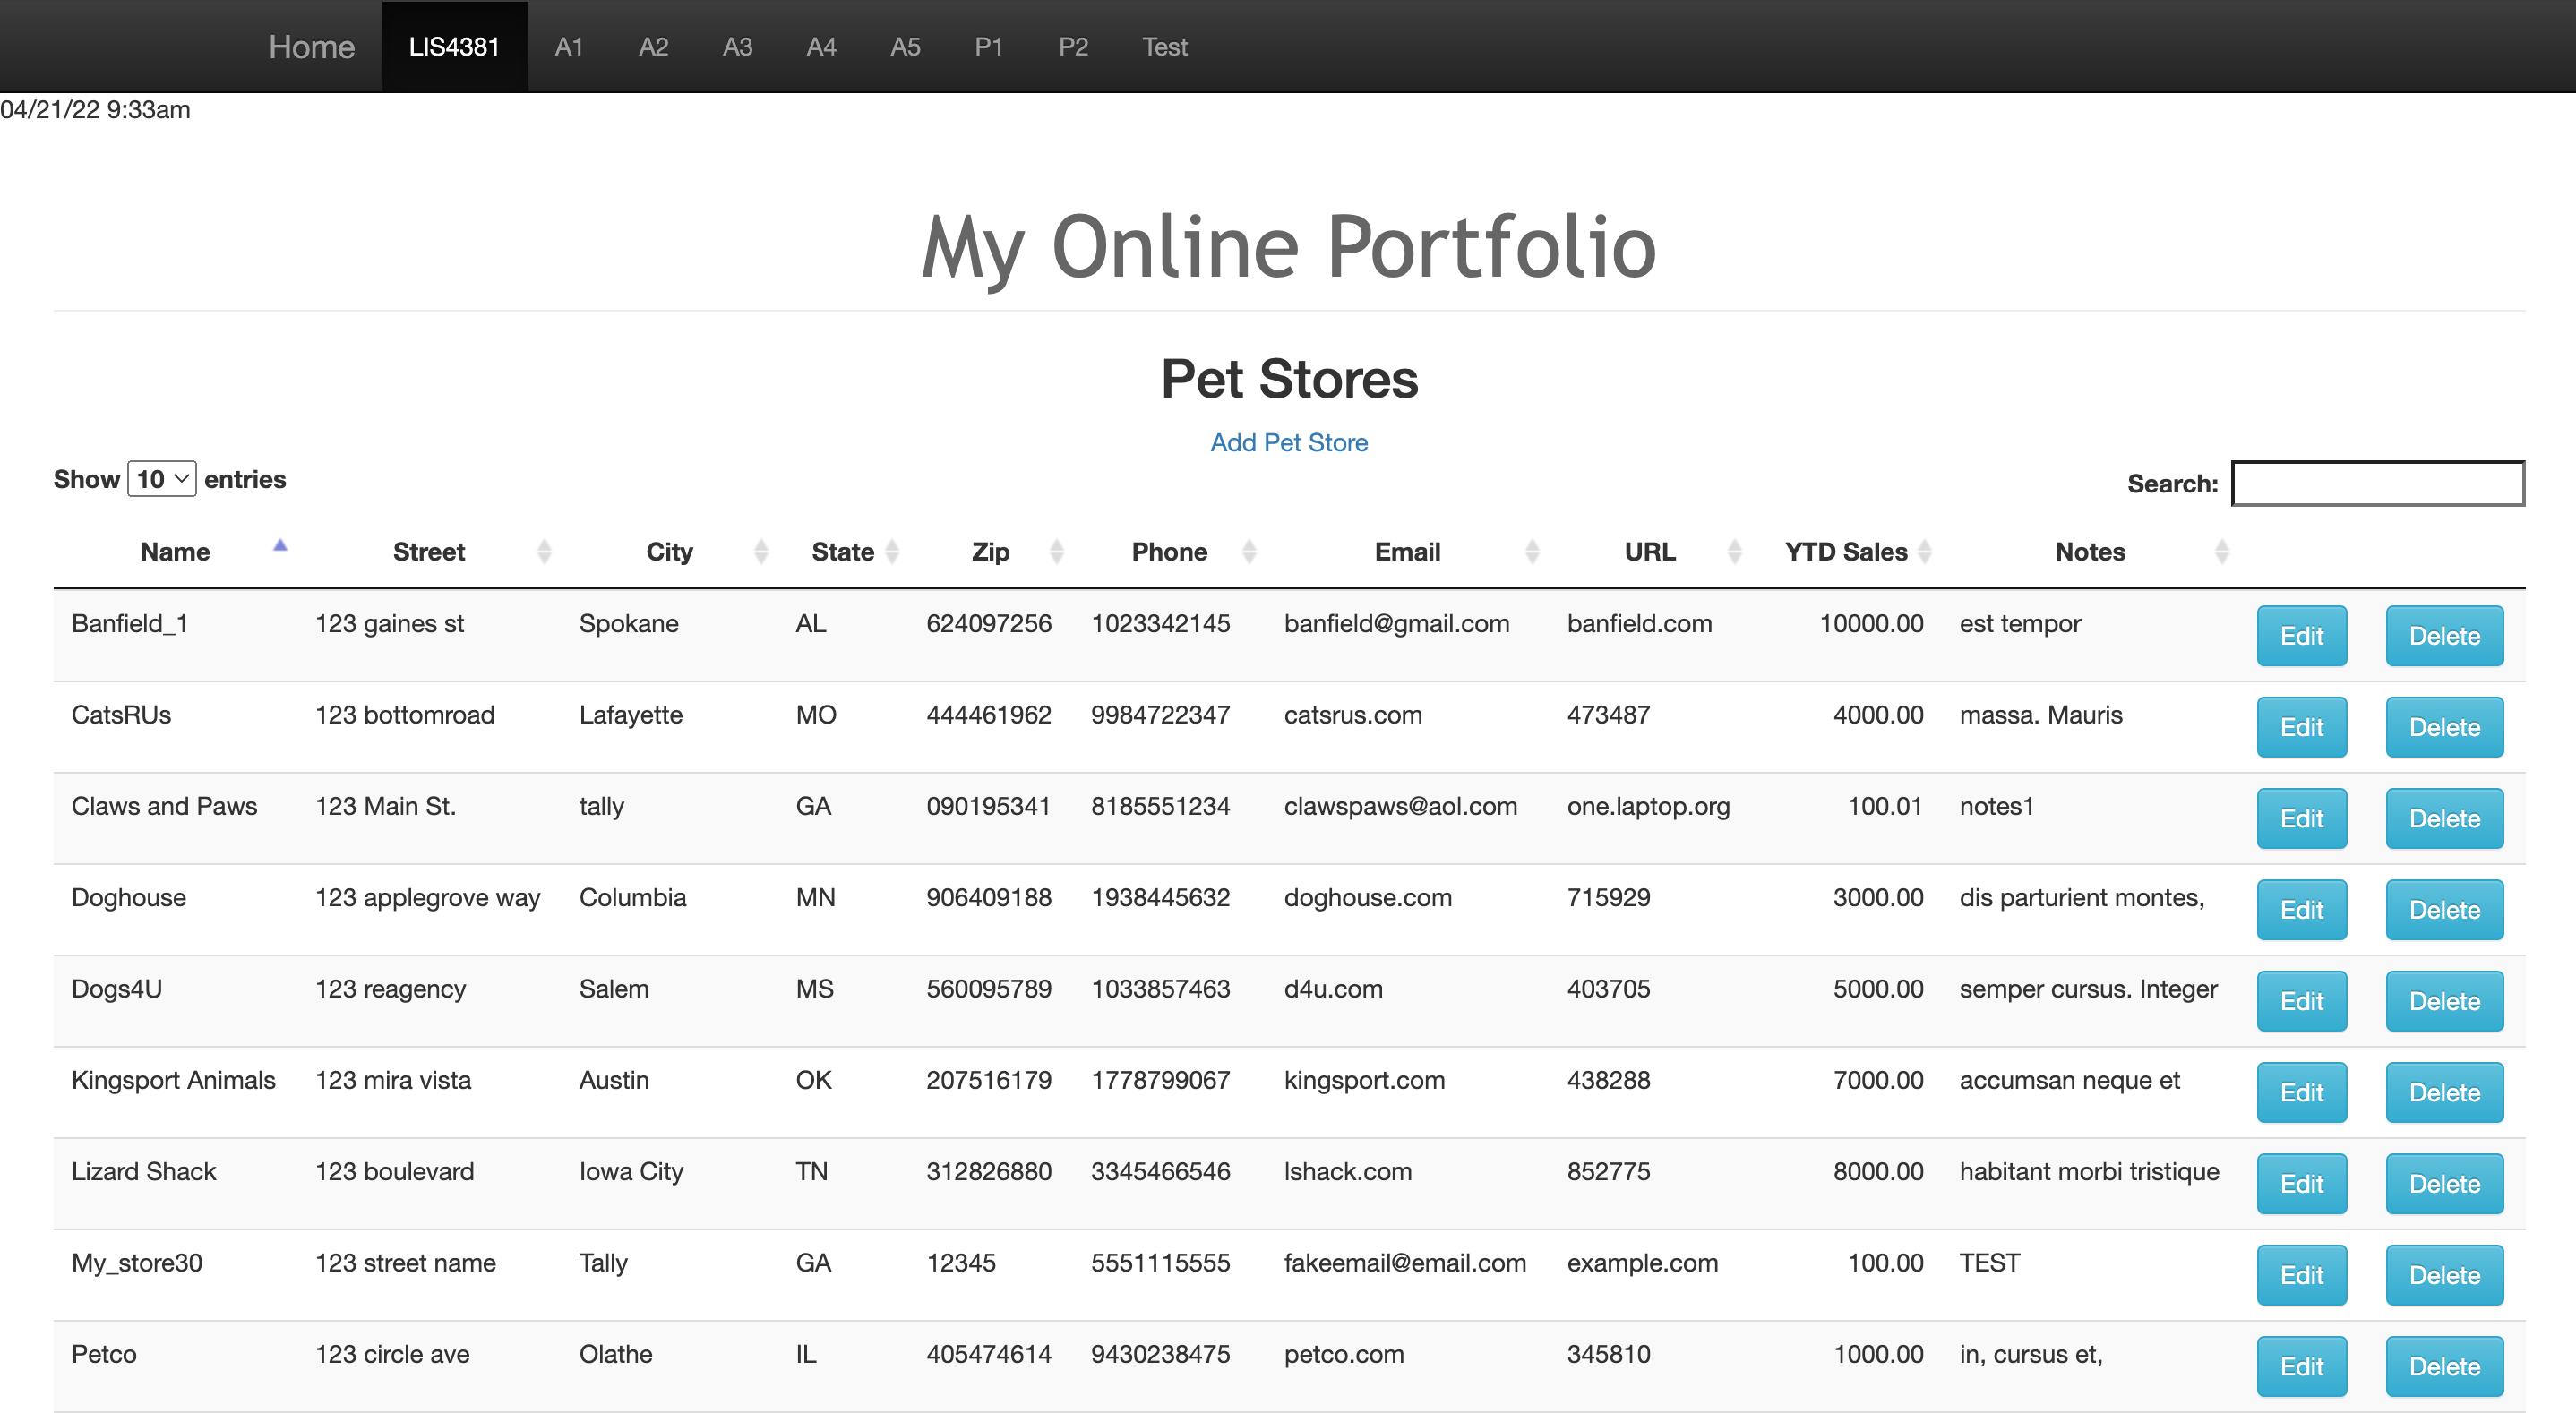 Home LIS4381 A1 A2 A3 A4 A5 P1 P2 Test
04/21/22 9:33am
My Online Portfolio
Pet Stores
Add Pet Store
Show 10 entries Search:
Name Street City State Zip Phone Email URL YTD Sales Notes
Banfield_1 123 gaines st Spokane AL 624097256 1023342145 banfield@gmail.com banfield.com 10000.00 est tempor Edit Delete
CatsRUs 123 bottomroad Lafayette MO 444461962 9984722347 catsrus.com 473487 4000.00 massa. Mauris Edit Delete
Claws and Paws 123 Main St. tally GA 090195341 8185551234 clawspaws@aol.com one.laptop.org 100.01 notes1 Edit Delete
Doghouse 123 applegrove way Columbia MN 906409188 1938445632 doghouse.com 715929 3000.00 dis parturient montes, Edit Delete
Dogs4U 123 reagency Salem MS 560095789 1033857463 d4u.com 403705 5000.00 semper cursus. Integer Edit Delete
Kingsport Animals 123 mira vista Austin OK 207516179 1778799067 kingsport.com 438288 7000.00 accumsan neque et Edit Delete
Lizard Shack 123 boulevard Iowa City TN 312826880 3345466546 lshack.com 852775 8000.00 habitant morbi tristique Edit Delete
My_store30 123 street name Tally GA 12345 5551115555 fakeemail@email.com example.com 100.00 TEST Edit Delete
Petco 123 circle ave Olathe IL 405474614 9430238475 petco.com 345810 1000.00 in, cursus et, Edit Delete